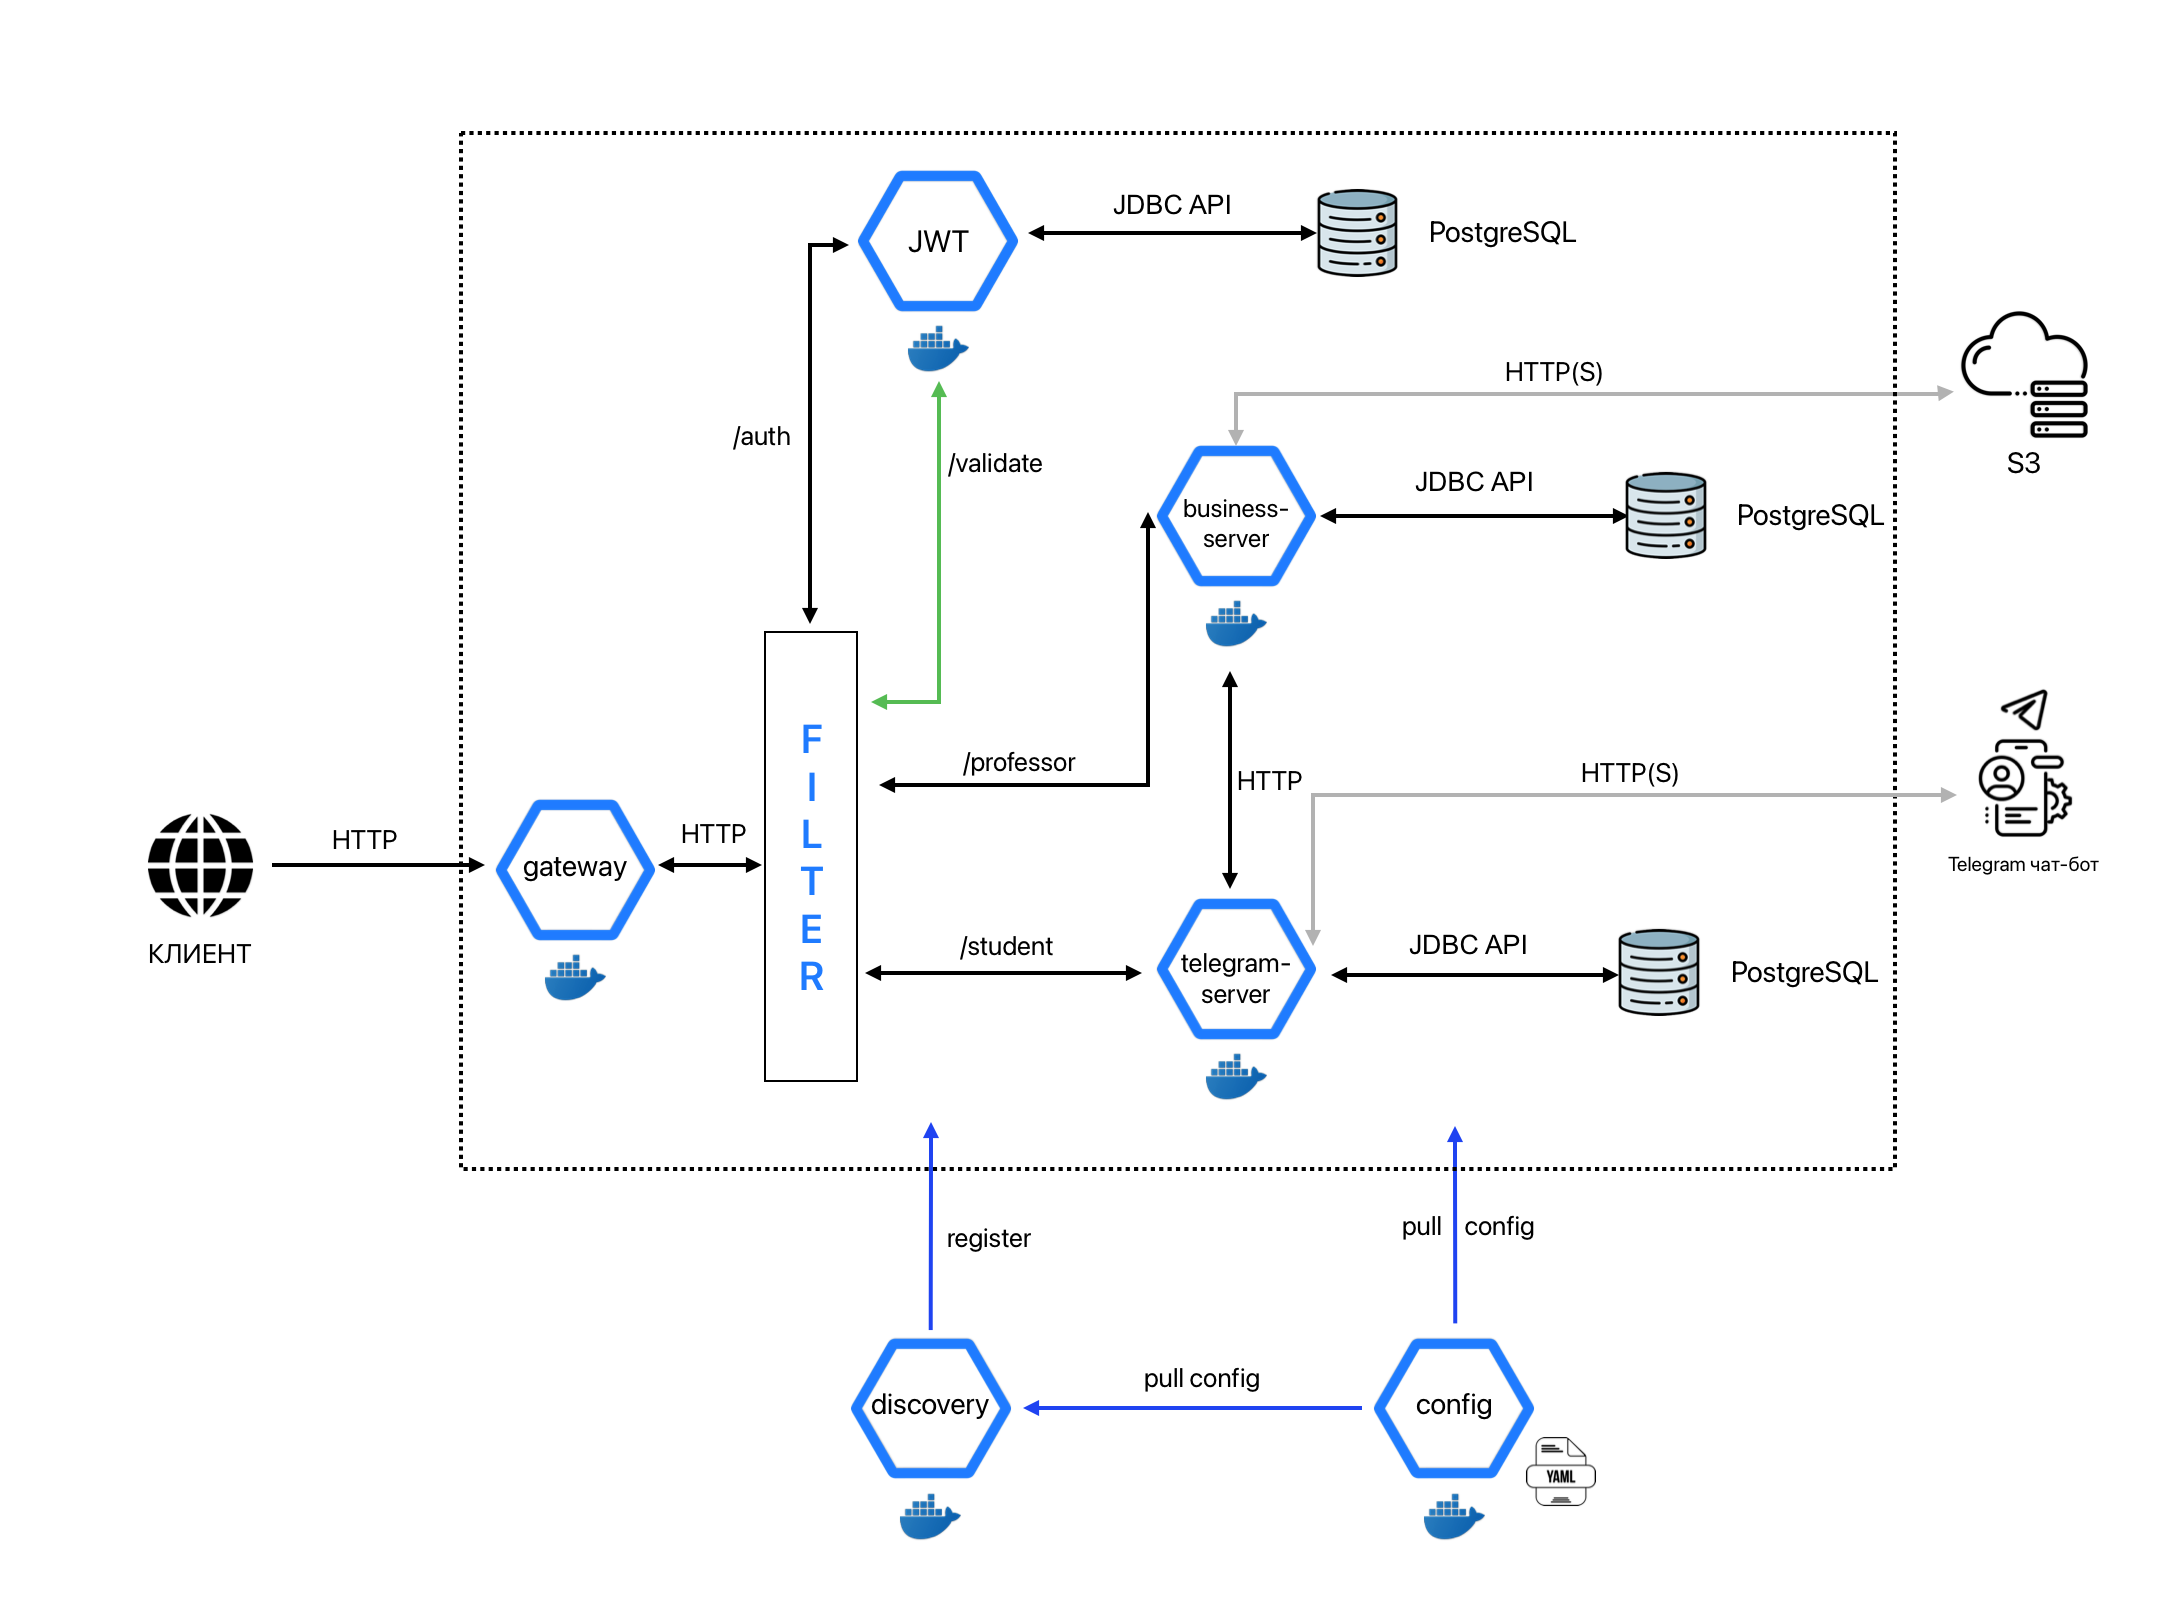 JWT
JDBC API
PostgreSQL
/auth
/validate
HTTP(S)
S3
business-
server
JDBC API
PostgreSQL
F
I
L
T
E
R
/professor
HTTP
HTTP(S)
Telegram чат-бот
HTTP
КЛИЕНТ
gateway
HTTP
/student
telegram-
server
JDBC API
PostgreSQL
register
pull config
discovery
pull config
config
YAML